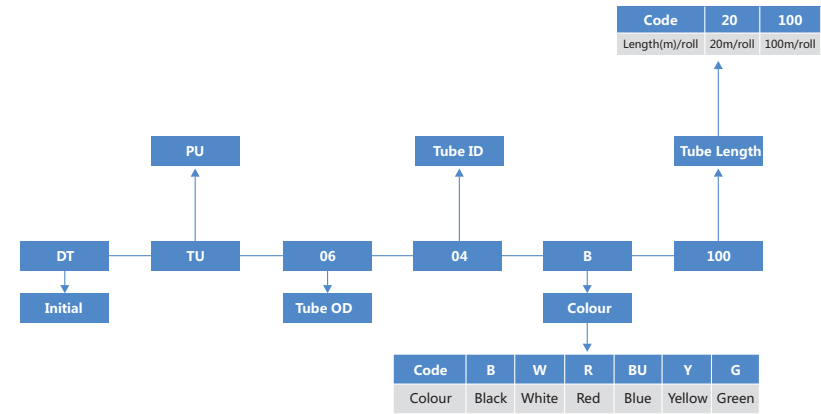 Code 20 100
Length(m)/roll 20m/roll 100m/roll
PU Tube ID Tube Length
DT TU 06 04 B 100
Initial Tube OD Colour
Code B W R BU Y G
Colour Black White Red Blue Yellow Green